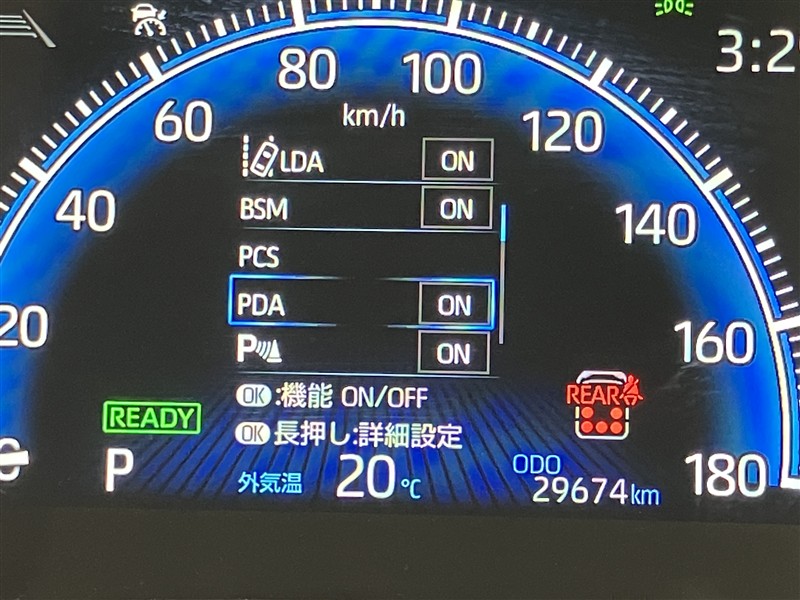 3:2
80 100
60 km/h 120
LDA ON
40 BSM ON 140
PCS
20 PDA ON 160
P ON
REAR
OK :機能 ON/OFF
READY
OK 長押し:詳細設定
P 外気温 20℃ ODO 29674km 180